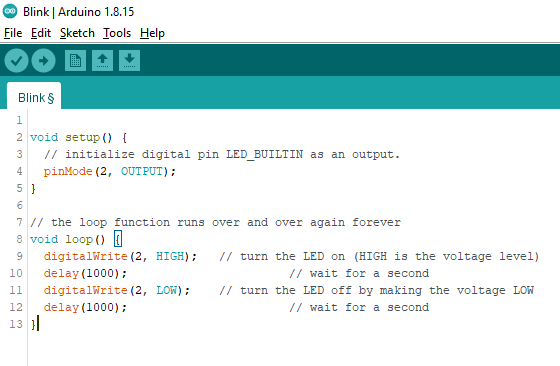 Blink | Arduino 1.8.15
File Edit Sketch Tools Help
Blink §
1
2 void setup() {
3 // initialize digital pin LED_BUILTIN as an output.
4 pinMode(2, OUTPUT);
5 }
6
7 // the loop function runs over and over again forever
8 void loop() {
9 digitalWrite(2, HIGH); // turn the LED on (HIGH is the voltage level)
10 delay(1000); // wait for a second
11 digitalWrite(2, LOW); // turn the LED off by making the voltage LOW
12 delay(1000); // wait for a second
13 }